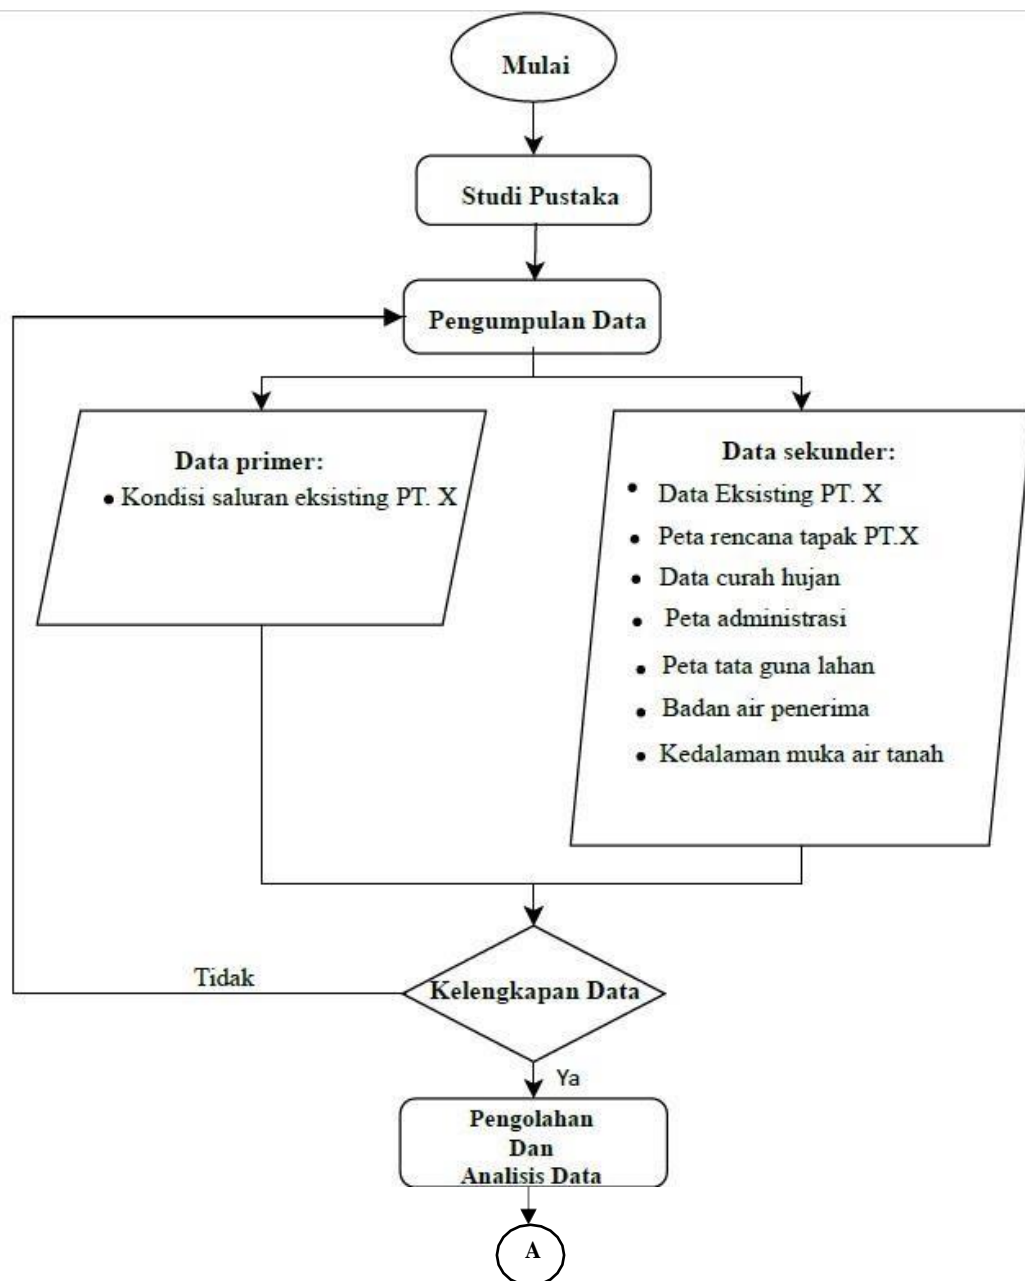 Mulai
Studi Pustaka
Pengumpulan Data
Data primer:
• Kondisi saluran eksisting PT. X
Data sekunder:
• Data Eksisting PT. X
• Peta rencana tapak PT.X
• Data curah hujan
• Peta administrasi
• Peta tata guna lahan
• Badan air penerima
• Kedalaman muka air tanah
Tidak
Kelengkapan Data
Ya
Pengolahan
Dan
Analisis Data
A